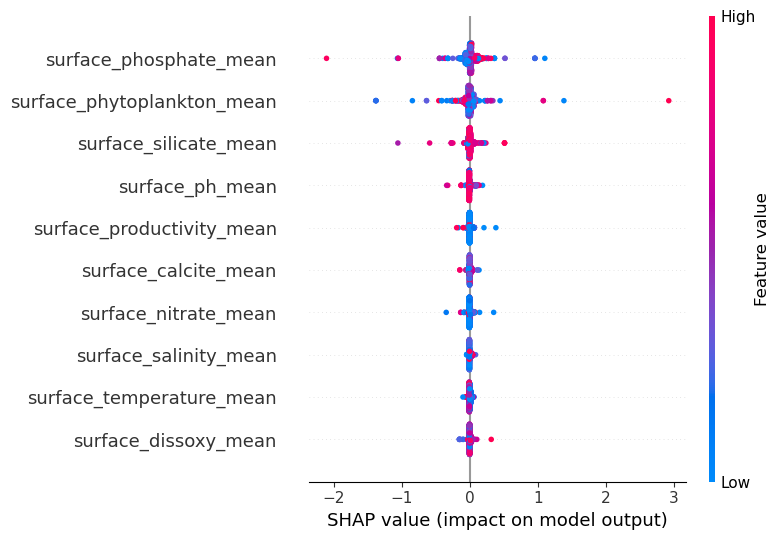 High
surface_phosphate_mean
surface_phytoplankton_mean
surface_silicate_mean
surface_ph_mean
surface_productivity_mean
surface_calcite_mean
surface_nitrate_mean
surface_salinity_mean
surface_temperature_mean
surface_dissoxy_mean
Feature value
Low
−2 −1 0 1 2 3
SHAP value (impact on model output)